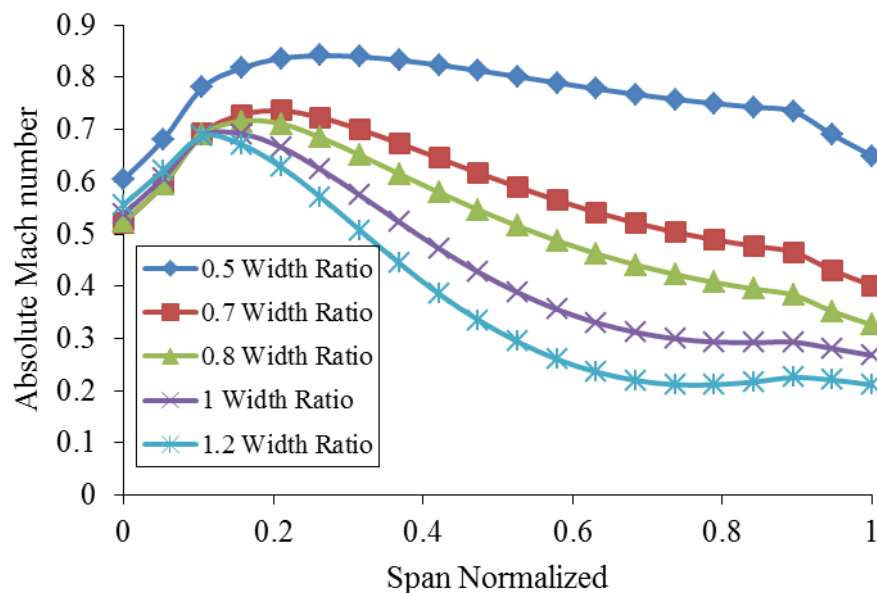 0.9
0.8
0.7
0.6
0.5
0.4
0.3
0.2
0.1
0
Absolute Mach number
0.5 Width Ratio
0.7 Width Ratio
0.8 Width Ratio
1 Width Ratio
1.2 Width Ratio
0 0.2 0.4 0.6 0.8 1
Span Normalized